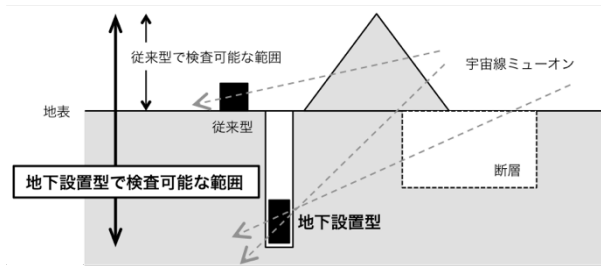 従来型で検査可能な範囲
宇宙線ミューオン
地表
従来型
断層
地下設置型で検査可能な範囲
地下設置型